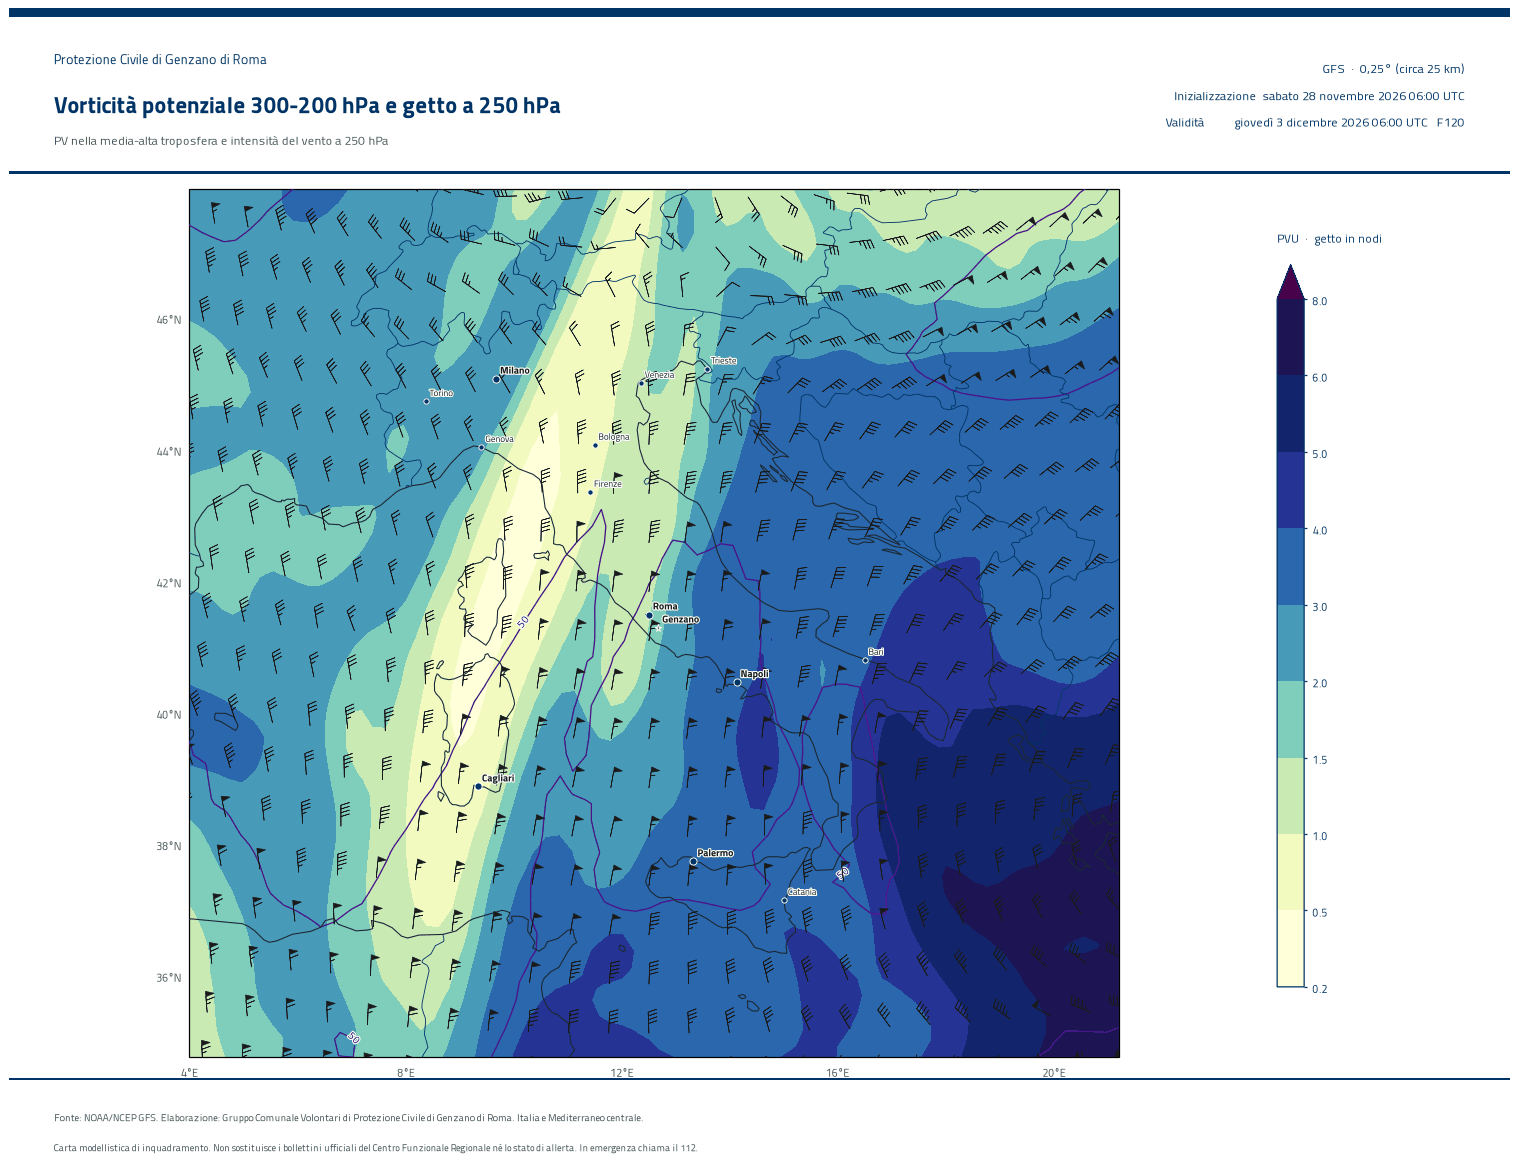 Protezione Civile di Genzano di Roma
Vorticità potenziale 300-200 hPa e getto a 250 hPa
PV nella media-alta troposfera e intensità del vento a 250 hPa
GFS · 0,25° (circa 25 km)
Inizializzazione sabato 28 novembre 2026 06:00 UTC
Validità giovedì 3 dicembre 2026 06:00 UTC F120
PVU · getto in nodi
8.0
6.0
5.0
4.0
3.0
2.0
1.5
1.0
0.5
0.2
46°N
44°N
42°N
40°N
38°N
36°N
4°E
8°E
12°E
16°E
20°E
Milano
Torino
Venezia
Trieste
Genova
Bologna
Firenze
Roma
Genzano
50
Bari
Napoli
Cagliari
Palermo
50
Catania
50
Fonte: NOAA/NCEP GFS. Elaborazione: Gruppo Comunale Volontari di Protezione Civile di Genzano di Roma. Italia e Mediterraneo centrale.
Carta modellistica di inquadramento. Non sostituisce i bollettini ufficiali del Centro Funzionale Regionale né lo stato di allerta. In emergenza chiama il 112.